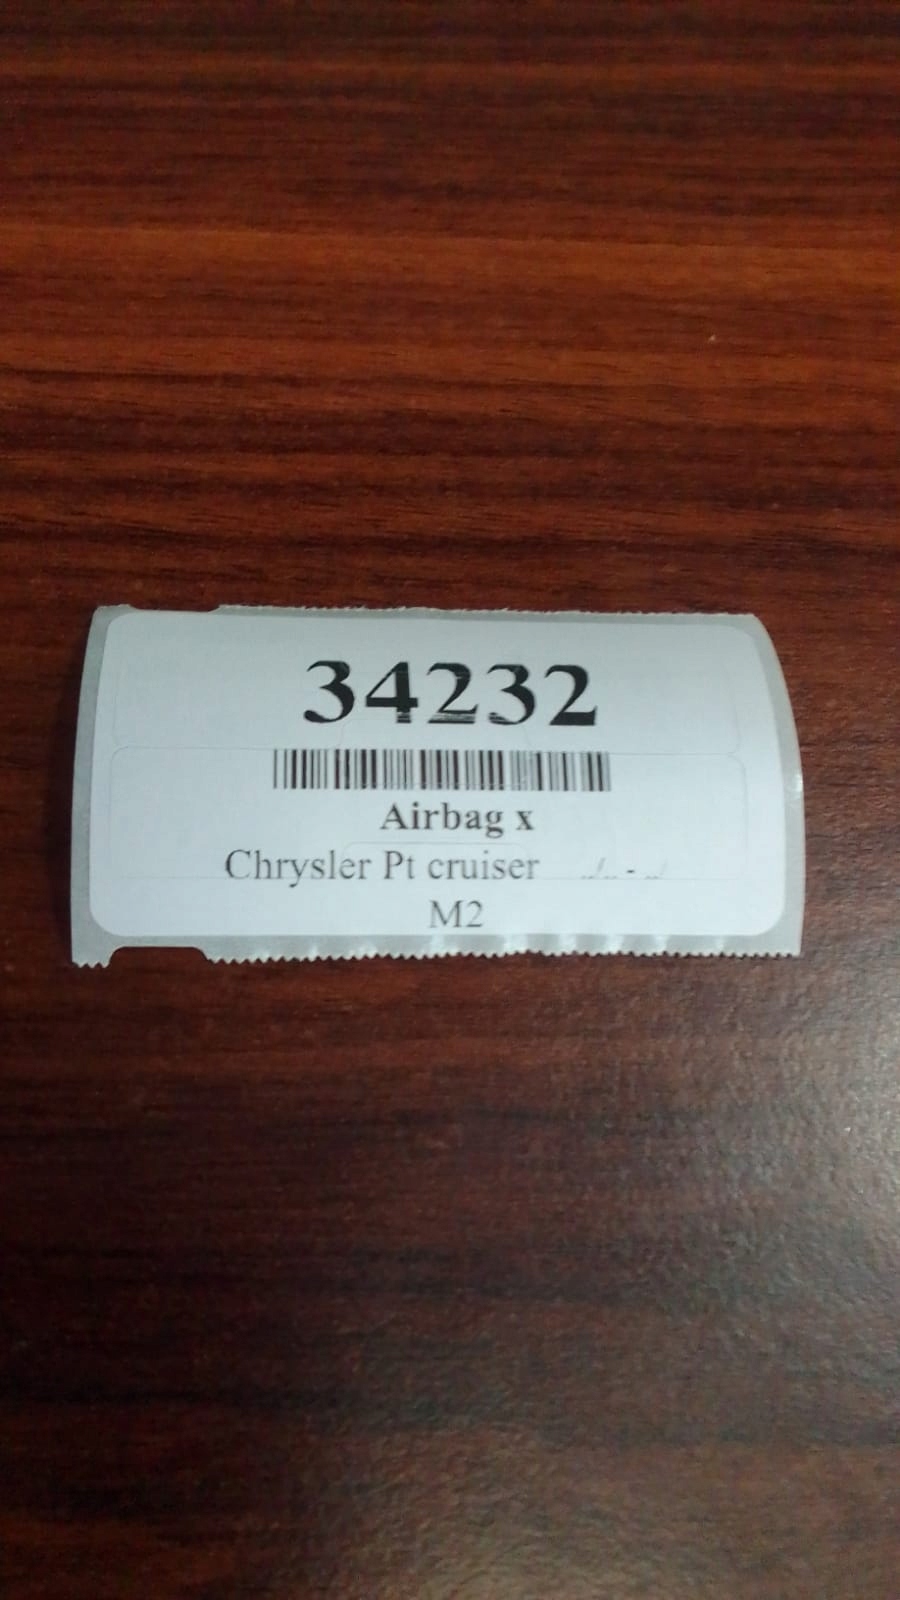 34232
Airbag x
Chrysler Pt cruiser
M2